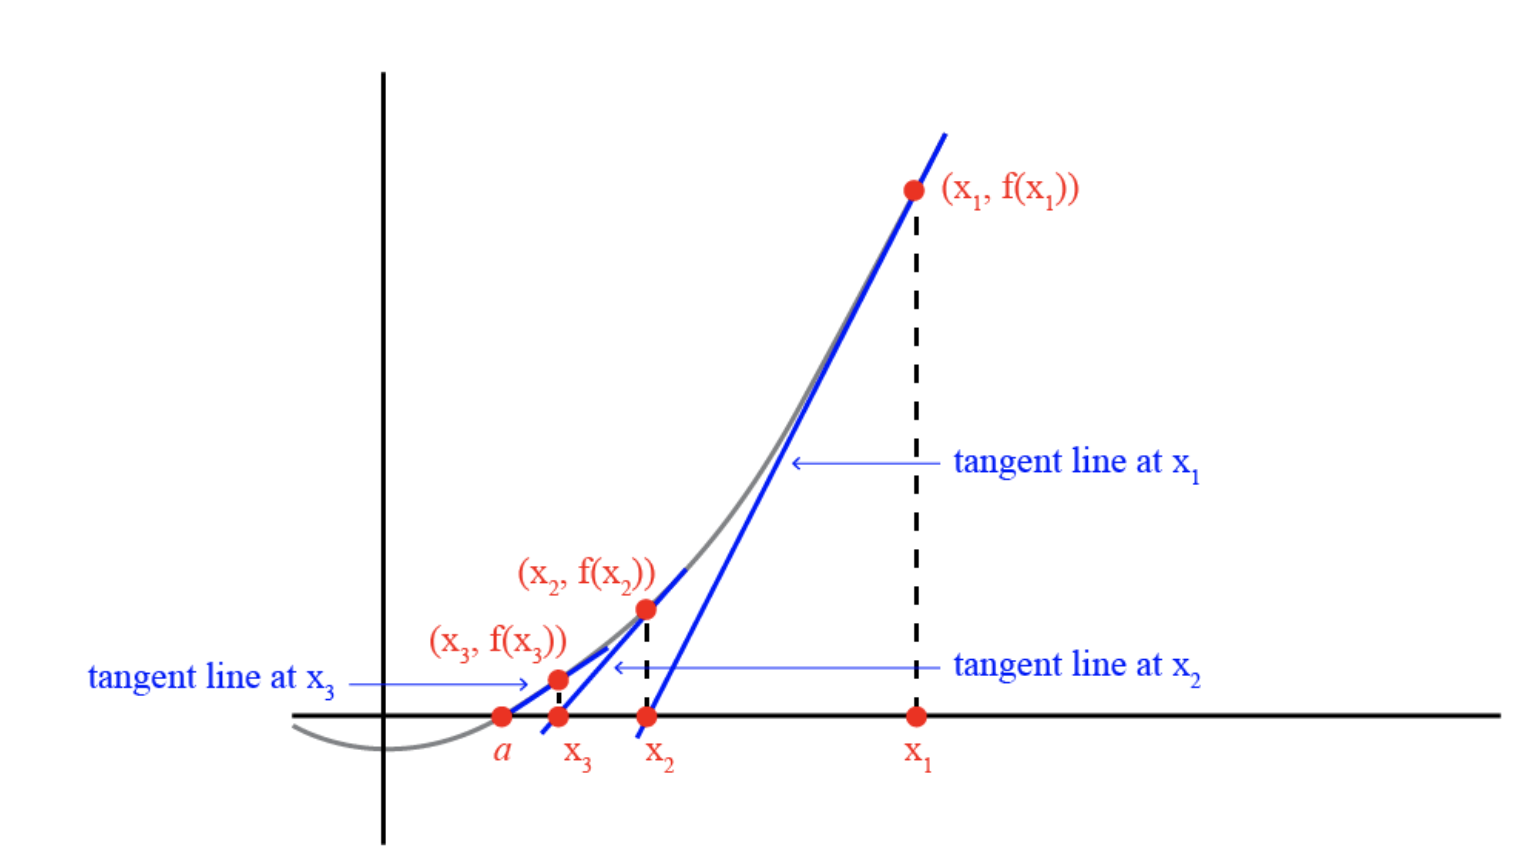 (x₁, f(x₁))
tangent line at x₁
(x₂, f(x₂))
(x₃, f(x₃))
tangent line at x₃
tangent line at x₂
a
x₃
x₂
x₁